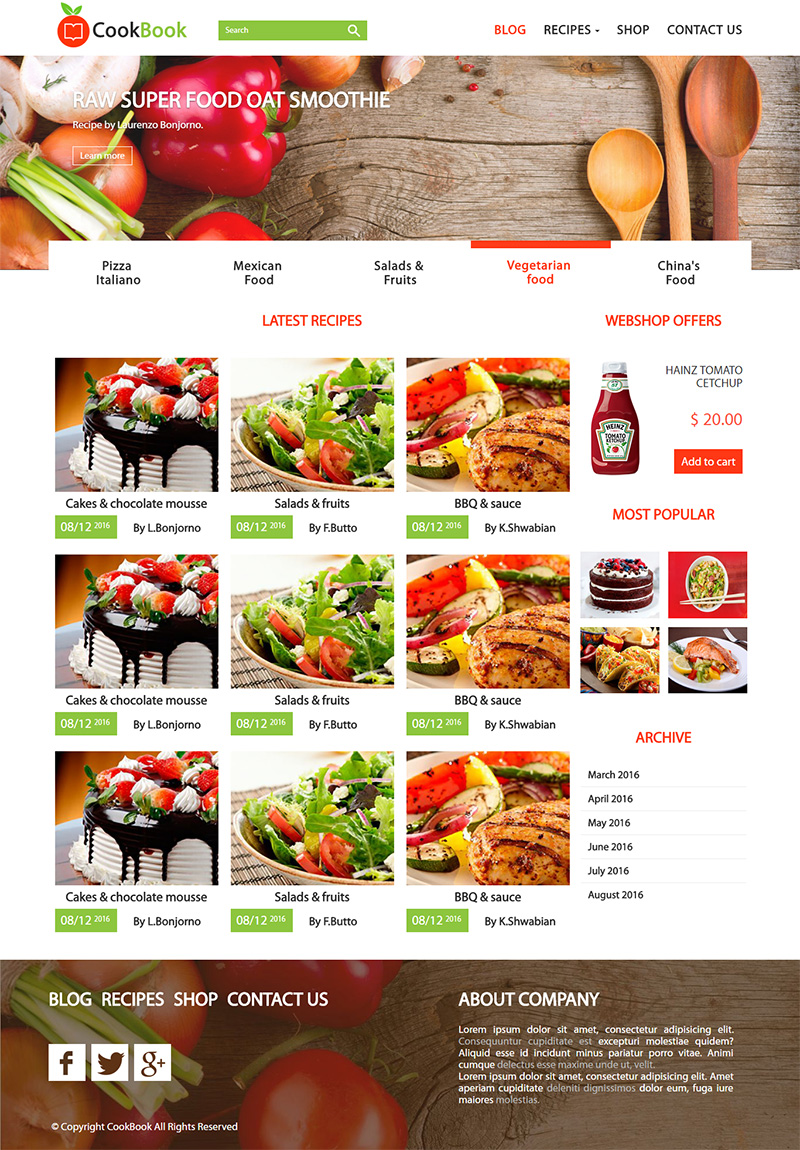 CookBook
Search
BLOG RECIPES SHOP CONTACT US
RAW SUPER FOOD OAT SMOOTHIE
Recipe by Laurenzo Bonjorno.
Learn more
Pizza
Italiano
Mexican
Food
Salads &
Fruits
Vegetarian
food
China's
Food
LATEST RECIPES
Cakes & chocolate mousse
08/12 2016 By L.Bonjorno
Salads & fruits
08/12 2016 By F.Butto
BBQ & sauce
08/12 2016 By K.Shwabian
Cakes & chocolate mousse
08/12 2016 By L.Bonjorno
Salads & fruits
08/12 2016 By F.Butto
BBQ & sauce
08/12 2016 By K.Shwabian
Cakes & chocolate mousse
08/12 2016 By L.Bonjorno
Salads & fruits
08/12 2016 By F.Butto
BBQ & sauce
08/12 2016 By K.Shwabian
WEBSHOP OFFERS
HEINZ
TOMATO
KETCHUP
HAINZ TOMATO
CETCHUP
$ 20.00
Add to cart
MOST POPULAR
ARCHIVE
March 2016
April 2016
May 2016
June 2016
July 2016
August 2016
BLOG RECIPES SHOP CONTACT US
f
g+
© Copyright CookBook All Rights Reserved
ABOUT COMPANY
Lorem ipsum dolor sit amet, consectetur adipisicing elit.
Consequuntur cupiditate est excepturi molestiae quidem?
Aliquid esse id incidunt minus pariatur porro vitae. Animi
cumque delectus esse maxime unde ut, velit.
Lorem ipsum dolor sit amet, consectetur adipisicing elit. Amet
aperiam cupiditate deleniti dignissimos dolor eum, fuga iure
maiores molestias.